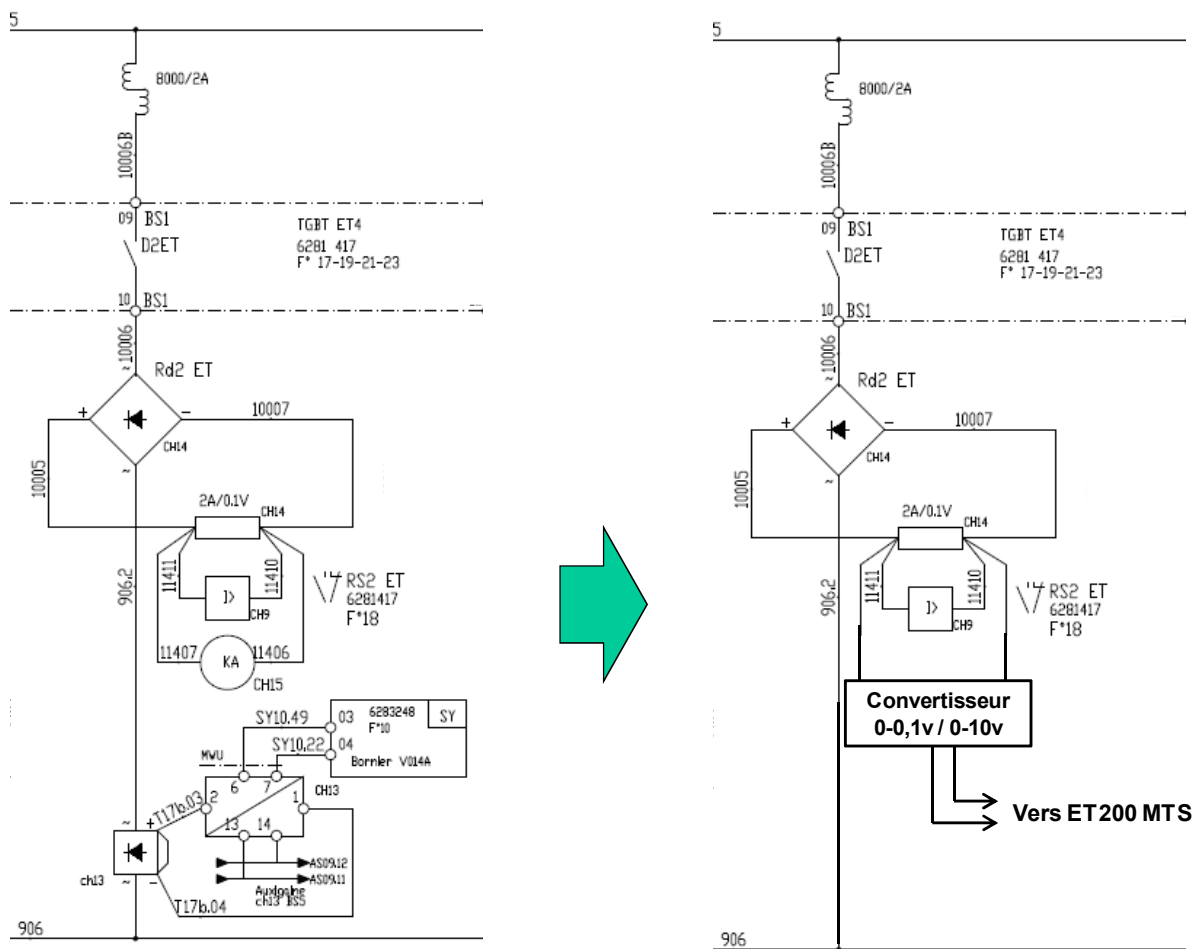 5
8000/2A
10006B
09 BS1
D2ET
TGBT ET4
6281 417
F° 17-19-21-23
10 BS1
10006
~
Rd2 ET
+
-
10007
CH14
~
10005
2A/0.1V
CH14
906.2
11411
11410
I>
CH9
RS2 ET
6281417
F°18
11407
KA
11406
CH15
SY10.49
03
6283248
F°10
SY
SY10.22
04
Bornier V014A
MWU
6
7
CH13
T17b.03
2
1
13
14
~
+
AS09.12
AS09.11
ch13
~
-
ch13 BS5
T17b.04
906
5
8000/2A
10006B
09 BS1
D2ET
TGBT ET4
6281 417
F° 17-19-21-23
10 BS1
10006
~
Rd2 ET
+
-
10007
CH14
~
10005
2A/0.1V
CH14
906.2
11411
11410
I>
CH9
RS2 ET
6281417
F°18
Convertisseur
0-0,1v / 0-10v
Vers ET200 MTS
906